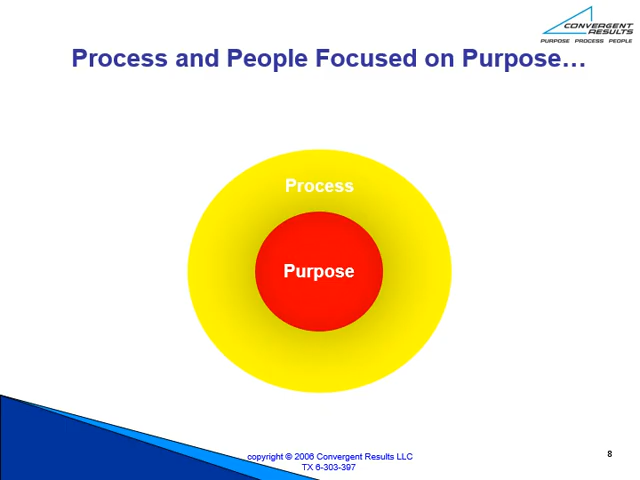 CONVERGENT
RESULTS
PURPOSE PROCESS PEOPLE
Process and People Focused on Purpose…
Process
Purpose
copyright © 2006 Convergent Results LLC
TX 6-303-397
8